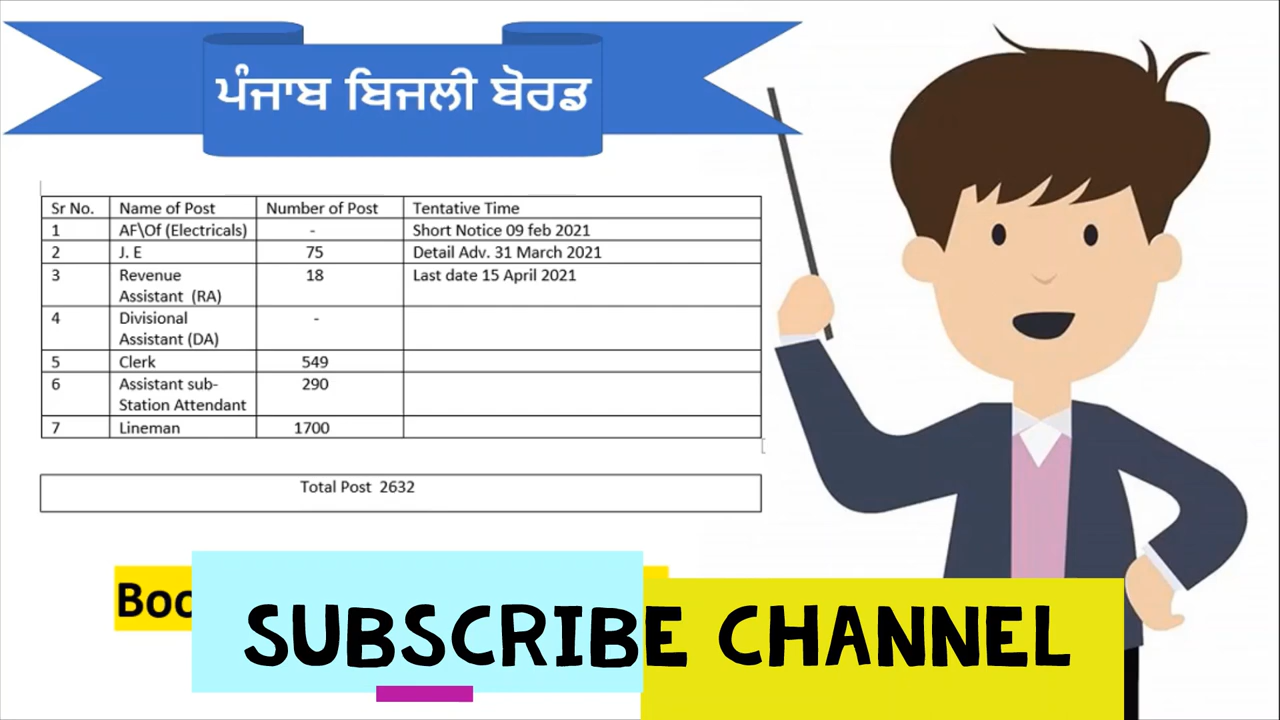 ਪੰਜਾਬ ਬਿਜਲੀ ਬੋਰਡ
Sr No. Name of Post Number of Post Tentative Time
1 AF\Of (Electricals) - Short Notice 09 feb 2021
2 J. E 75 Detail Adv. 31 March 2021
3 Revenue 18 Last date 15 April 2021
Assistant (RA)
4 Divisional -
Assistant (DA)
5 Clerk 549
6 Assistant sub- 290
Station Attendant
7 Lineman 1700
Total Post 2632
SUBSCRIBE CHANNEL